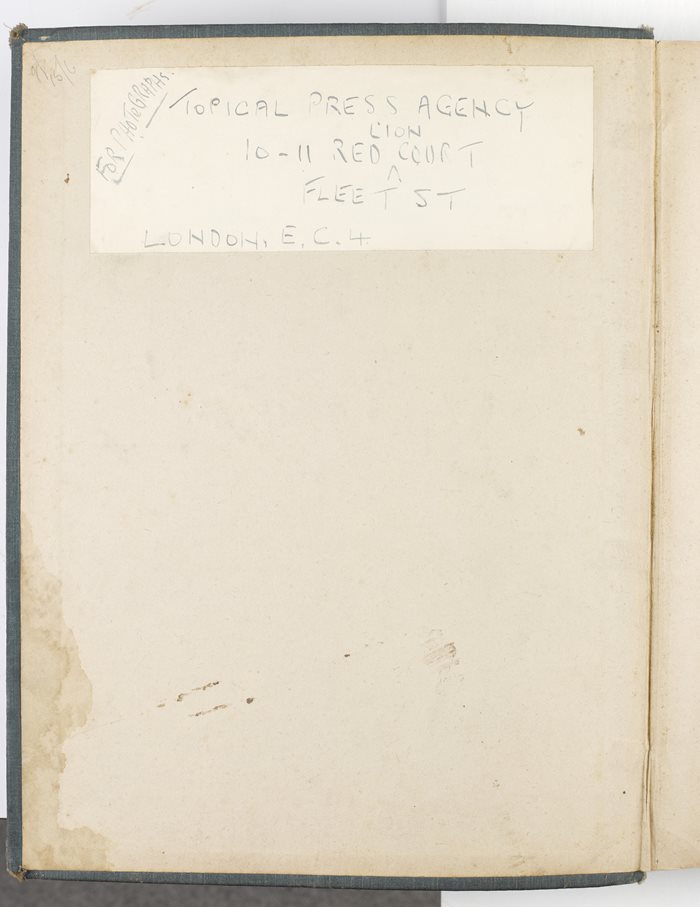 FOR PHOTOGRAPHS.
TOPICAL PRESS AGENCY
LION
10-11 RED ^ COURT
FLEET ST
LONDON. E. C. 4.